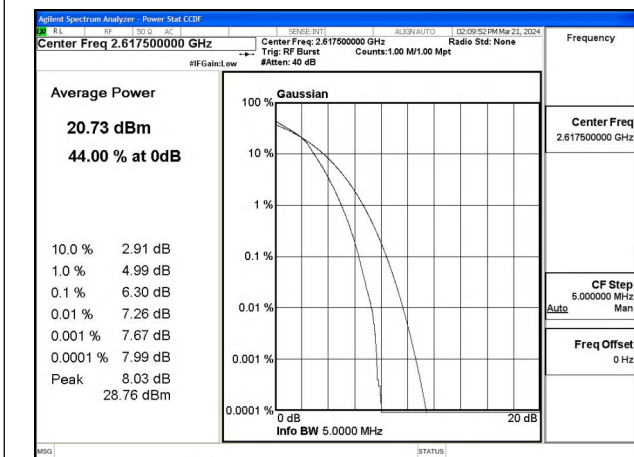 Agilent Spectrum Analyzer - Power Stat CCDF
RL RF 50 Ω AC SENSE:INT ALIGN AUTO 02:09:52 PM Mar 21, 2024
Center Freq 2.617500000 GHz
Center Freq: 2.617500000 GHz Radio Std: None
Trig: RF Burst Counts:1.00 M/1.00 Mpt
#IFGain:Low #Atten: 40 dB
Frequency
Average Power
20.73 dBm
44.00 % at 0dB
10.0 % 2.91 dB
1.0 % 4.99 dB
0.1 % 6.30 dB
0.01 % 7.26 dB
0.001 % 7.67 dB
0.0001 % 7.99 dB
Peak 8.03 dB
28.76 dBm
Gaussian
100 %
10 %
1 %
0.1 %
0.01 %
0.001 %
0.0001 %
0 dB 20 dB
Info BW 5.0000 MHz
Center Freq
2.617500000 GHz
CF Step
5.000000 MHz
Auto Man
Freq Offset
0 Hz
MSG STATUS